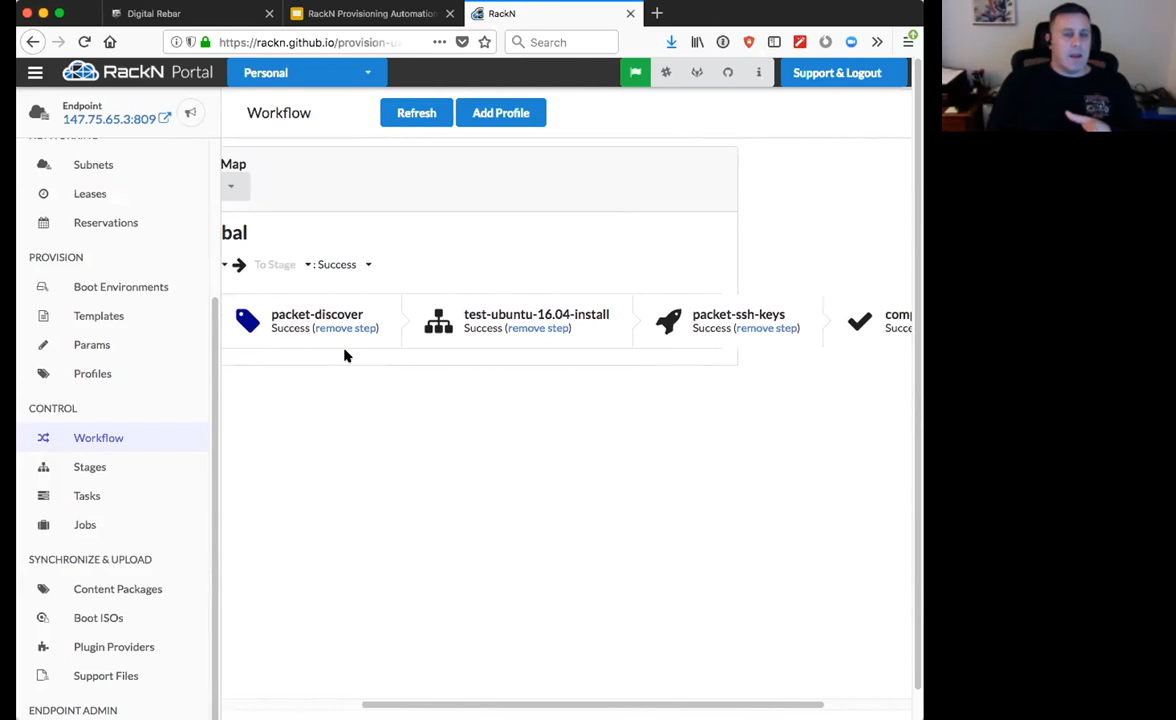 Digital Rebar
RackN Provisioning Automation
RackN
https://rackn.github.io/provision-u
Search
RackN Portal
Personal
Support & Logout
Endpoint
147.75.65.3:809
Workflow
Refresh
Add Profile
Subnets
Leases
Reservations
PROVISION
Boot Environments
Templates
Params
Profiles
CONTROL
Workflow
Stages
Tasks
Jobs
SYNCHRONIZE & UPLOAD
Content Packages
Boot ISOs
Plugin Providers
Support Files
ENDPOINT ADMIN
Map
bal
To Stage : Success
packet-discover
Success (remove step)
test-ubuntu-16.04-install
Success (remove step)
packet-ssh-keys
Success (remove step)
com
Succ